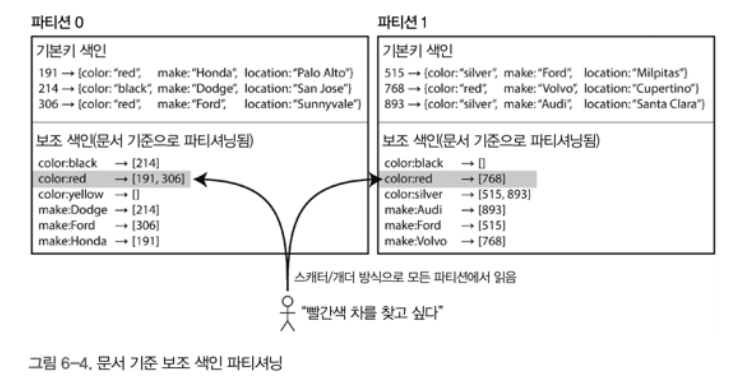 파티션 0
기본키 색인
191 → {color: "red", make: "Honda", location: "Palo Alto"}
214 → {color: "black", make: "Dodge", location: "San Jose"}
306 → {color: "red", make: "Ford", location: "Sunnyvale"}
보조 색인(문서 기준으로 파티셔닝됨)
color:black → [214]
color:red → [191, 306]
color:yellow → []
make:Dodge → [214]
make:Ford → [306]
make:Honda → [191]
파티션 1
기본키 색인
515 → {color: "silver", make: "Ford", location: "Milpitas"}
768 → {color: "red", make: "Volvo", location: "Cupertino"}
893 → {color: "silver", make: "Audi", location: "Santa Clara"}
보조 색인(문서 기준으로 파티셔닝됨)
color:black → []
color:red → [768]
color:silver → [515, 893]
make:Audi → [893]
make:Ford → [515]
make:Volvo → [768]
스캐터/개더 방식으로 모든 파티션에서 읽음
"빨간색 차를 찾고 싶다"
그림 6-4. 문서 기준 보조 색인 파티셔닝